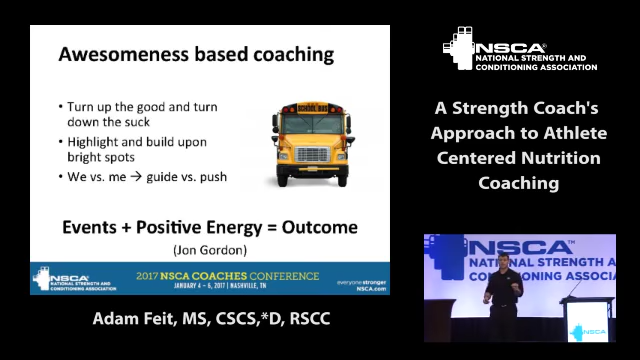 Awesomeness based coaching
• Turn up the good and turn
down the suck
• Highlight and build upon
bright spots
• We vs. me → guide vs. push
SCHOOL BUS
Events + Positive Energy = Outcome
(Jon Gordon)
NSCA
NATIONAL STRENGTH AND
CONDITIONING ASSOCIATION
2017 NSCA COACHES CONFERENCE
JANUARY 4 – 6, 2017 | NASHVILLE, TN
everyone stronger
NSCA.com
Adam Feit, MS, CSCS,*D, RSCC
NSCA
NATIONAL STRENGTH AND
CONDITIONING ASSOCIATION
A Strength Coach's
Approach to Athlete
Centered Nutrition
Coaching
NSCA
NATIONAL STRENGTH A
CONDITIONING ASSOCIA
NSCA